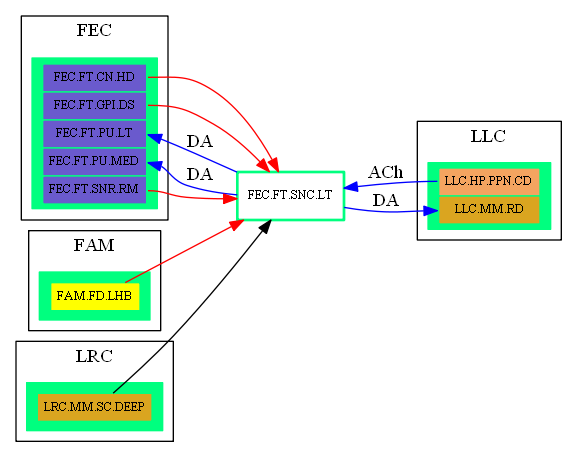 FEC
FEC.FT.CN.HD
FEC.FT.GPI.DS
FEC.FT.PU.LT
FEC.FT.PU.MED
FEC.FT.SNR.RM
DA
DA
FEC.FT.SNC.LT
ACh
DA
LLC
LLC.HP.PPN.CD
LLC.MM.RD
FAM
FAM.FD.LHB
LRC
LRC.MM.SC.DEEP